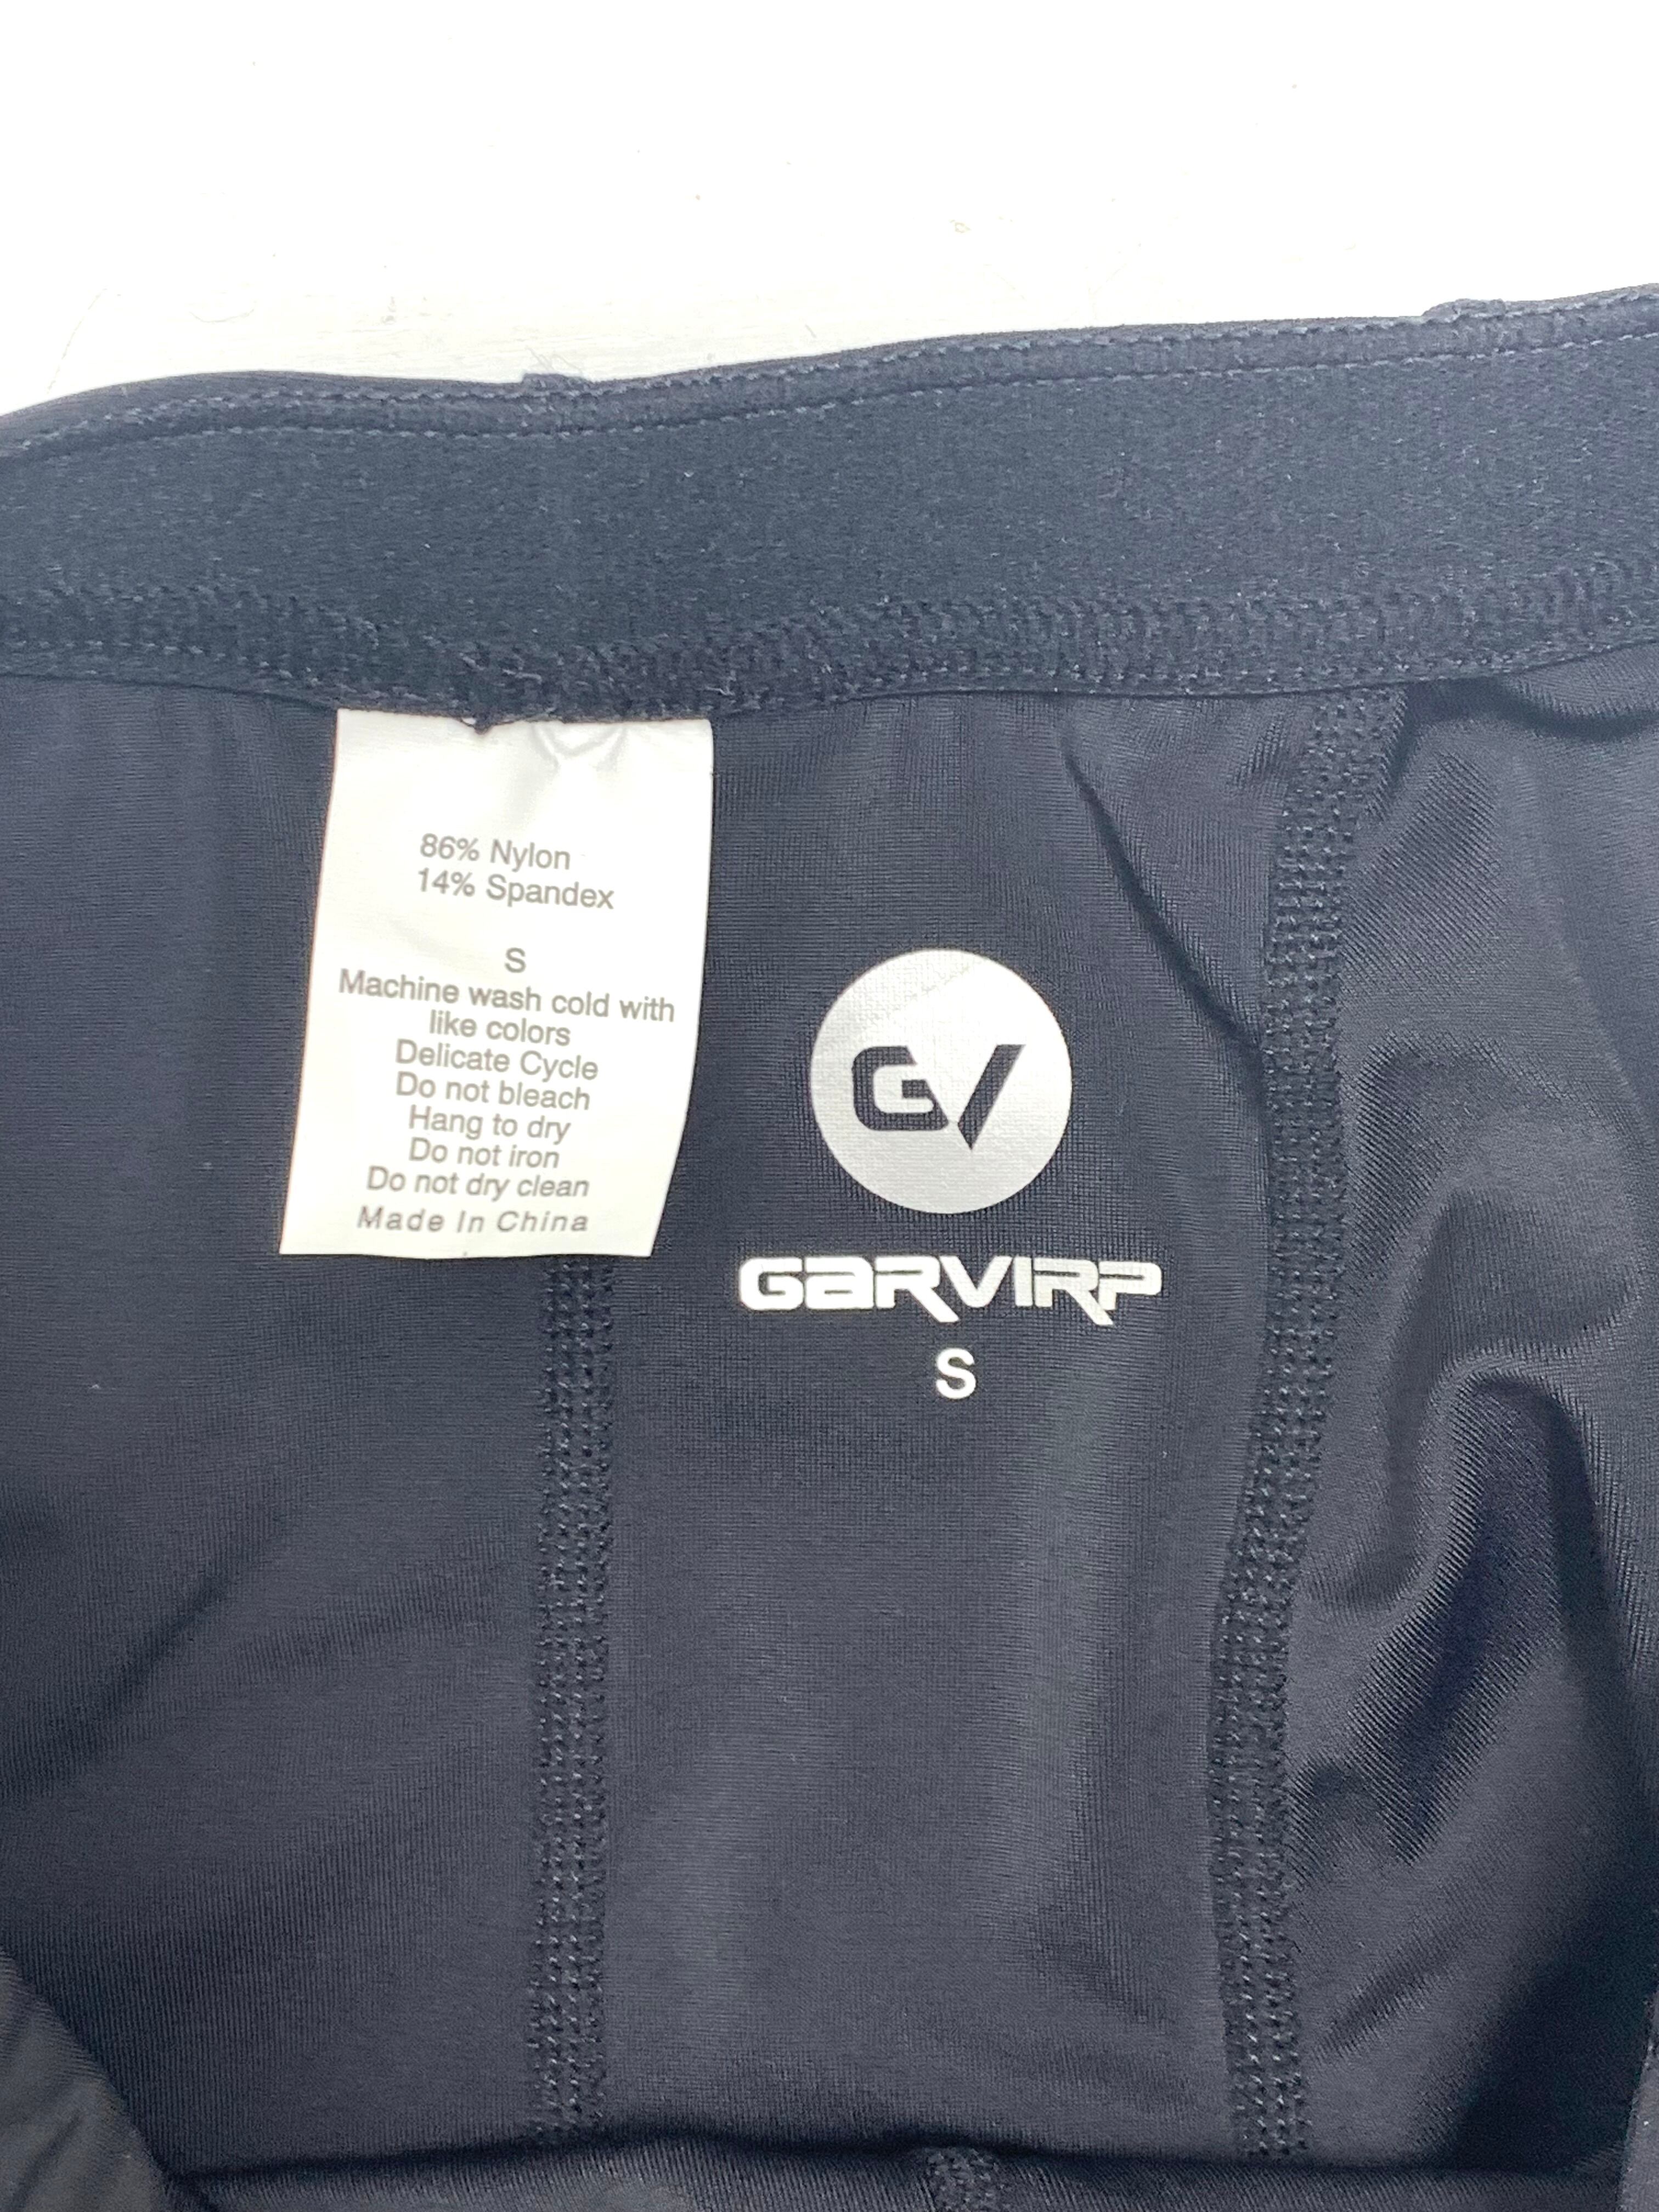 86% Nylon
14% Spandex
S
Machine wash cold with
like colors
Delicate Cycle
Do not bleach
Hang to dry
Do not iron
Do not dry clean
Made In China
GV
GARVIRP
S